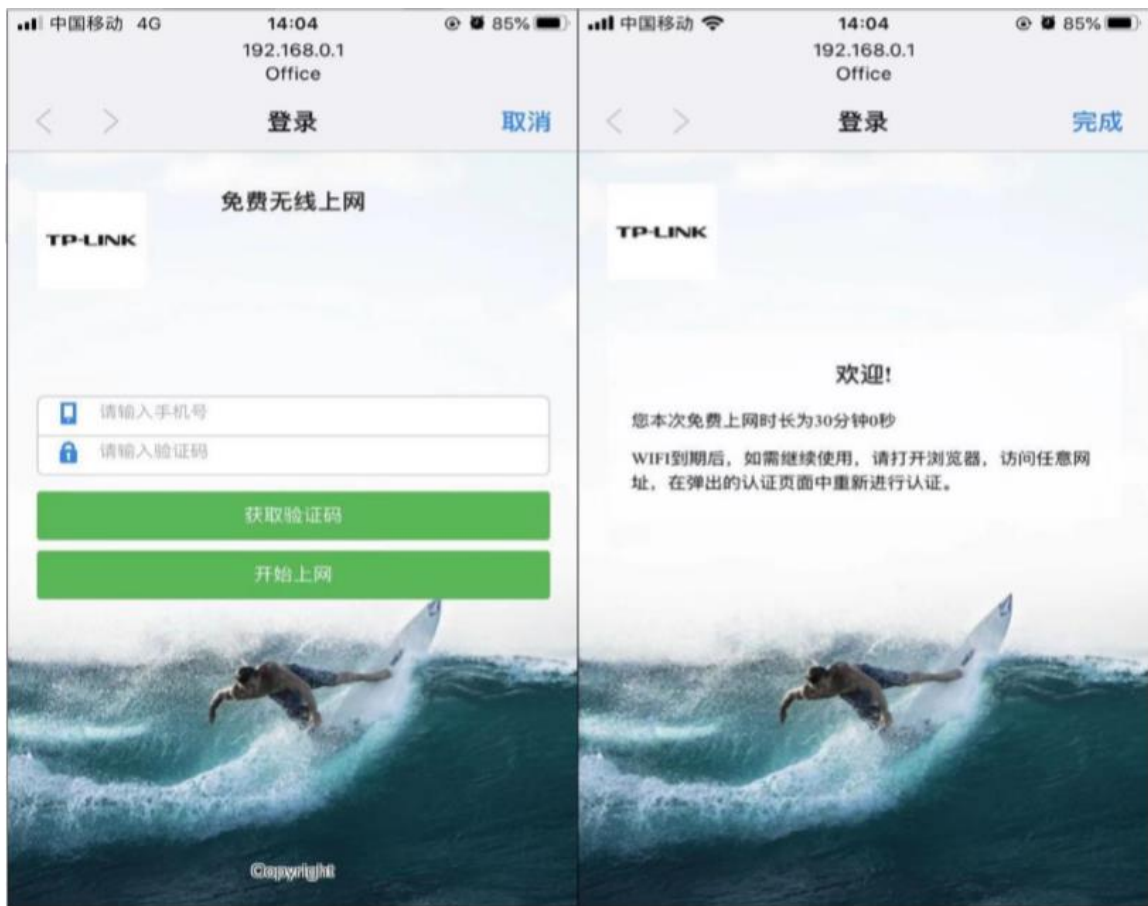 中国移动 4G 14:04 85%
192.168.0.1
Office
登录 取消
TP-LINK
免费无线上网
请输入手机号
请输入验证码
获取验证码
开始上网
Copyright
中国移动 14:04 85%
192.168.0.1
Office
登录 完成
TP-LINK
欢迎!
您本次免费上网时长为30分钟0秒
WIFI到期后，如需继续使用，请打开浏览器，访问任意网
址，在弹出的认证页面中重新进行认证。